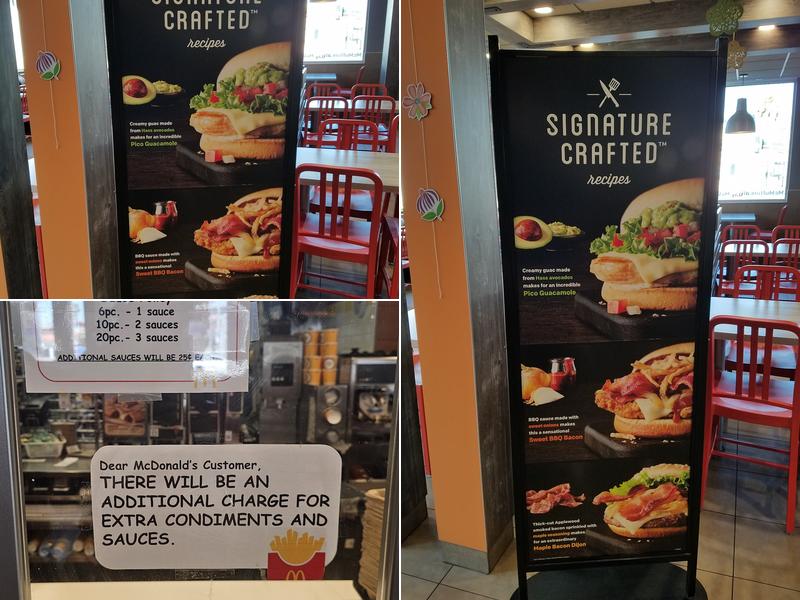 SIGNATURE
CRAFTED™
recipes
Creamy guac made
from Hass avocados
makes for an incredible
Pico Guacamole
BBQ sauce made with
sweet onions makes
this a sensational
Sweet BBQ Bacon
6pc. - 1 sauce
10pc.- 2 sauces
20pc.- 3 sauces
ADDITIONAL SAUCES WILL BE 25¢
Dear McDonald's Customer,
THERE WILL BE AN
ADDITIONAL CHARGE FOR
EXTRA CONDIMENTS AND
SAUCES.
SIGNATURE
CRAFTED™
recipes
Creamy guac made
from Hass avocados
makes for an incredible
Pico Guacamole
BBQ sauce made with
sweet onions makes
this a sensational
Sweet BBQ Bacon
Thick-cut Applewood
smoked bacon sprinkled with
maple seasoning makes
for an extraordinary
Maple Bacon Dijon